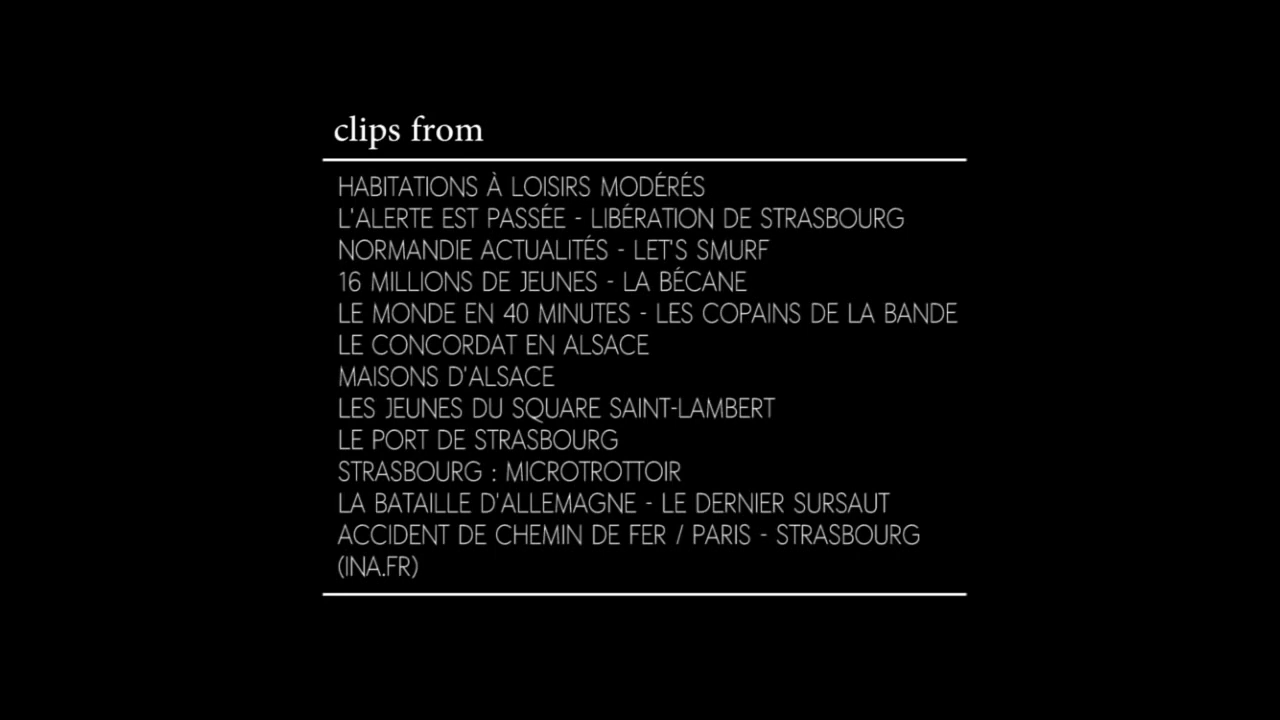 clips from
HABITATIONS À LOISIRS MODÉRÉS
L'ALERTE EST PASSÉE - LIBÉRATION DE STRASBOURG
NORMANDIE ACTUALITÉS - LET'S SMURF
16 MILLIONS DE JEUNES - LA BÉCANE
LE MONDE EN 40 MINUTES - LES COPAINS DE LA BANDE
LE CONCORDAT EN ALSACE
MAISONS D'ALSACE
LES JEUNES DU SQUARE SAINT-LAMBERT
LE PORT DE STRASBOURG
STRASBOURG : MICROTROTTOIR
LA BATAILLE D'ALLEMAGNE - LE DERNIER SURSAUT
ACCIDENT DE CHEMIN DE FER / PARIS - STRASBOURG
(INA.FR)